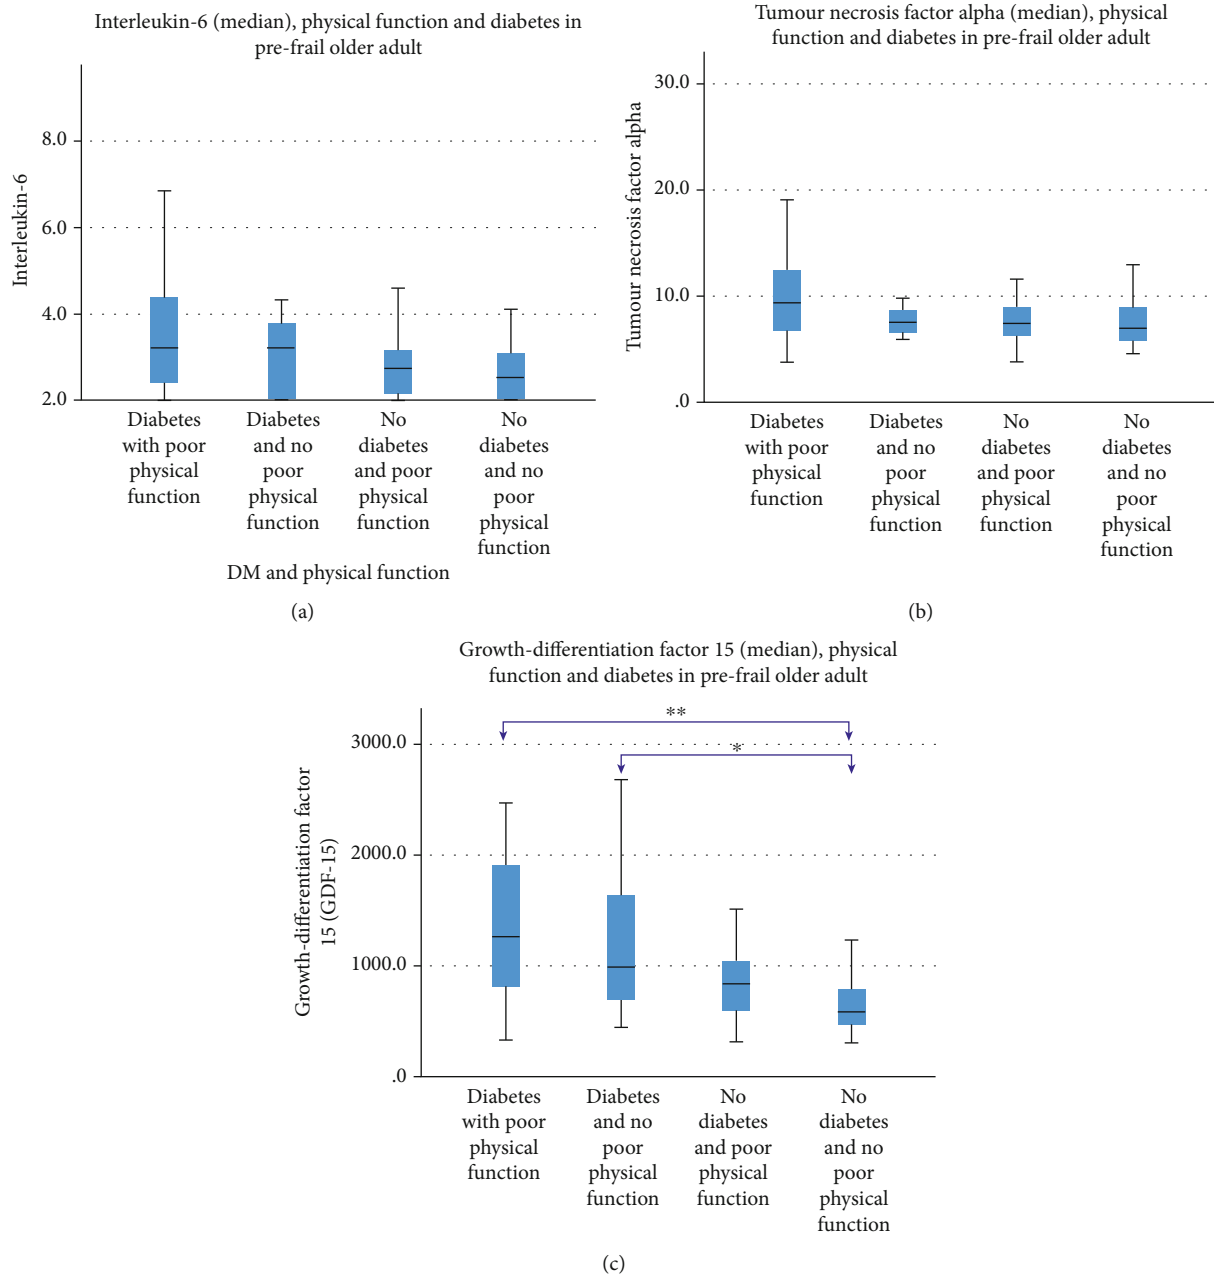 Interleukin-6 (median), physical function and diabetes in
pre-frail older adult
Interleukin-6
8.0
6.0
4.0
2.0
Diabetes
with poor
physical
function
Diabetes
and no
poor
physical
function
No
diabetes
and poor
physical
function
No
diabetes
and no
poor
physical
function
DM and physical function
(a)
Tumour necrosis factor alpha (median), physical
function and diabetes in pre-frail older adult
Tumour necrosis factor alpha
30.0
20.0
10.0
.0
Diabetes
with poor
physical
function
Diabetes
and no
poor
physical
function
No
diabetes
and poor
physical
function
No
diabetes
and no
poor
physical
function
(b)
Growth-differentiation factor 15 (median), physical
function and diabetes in pre-frail older adult
Growth-differentiation factor
15 (GDF-15)
**
*
3000.0
2000.0
1000.0
.0
Diabetes
with poor
physical
function
Diabetes
and no
poor
physical
function
No
diabetes
and poor
physical
function
No
diabetes
and no
poor
physical
function
(c)